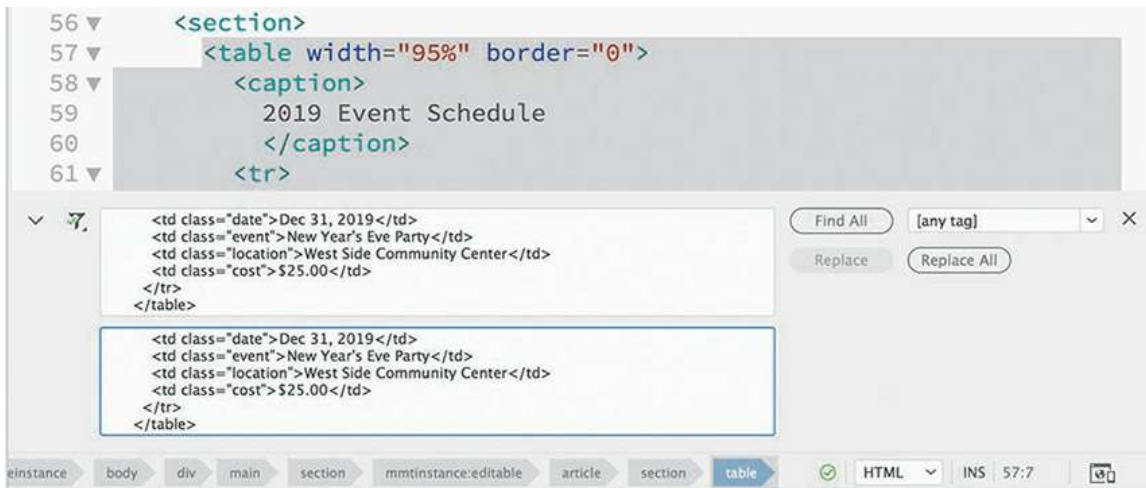 56 <section>
57 <table width="95%" border="0">
58 <caption>
59 2019 Event Schedule
60 </caption>
61 <tr>
<td class="date">Dec 31, 2019</td>
<td class="event">New Year's Eve Party</td>
<td class="location">West Side Community Center</td>
<td class="cost">$25.00</td>
</tr>
</table>
Find All [any tag]
Replace Replace All
<td class="date">Dec 31, 2019</td>
<td class="event">New Year's Eve Party</td>
<td class="location">West Side Community Center</td>
<td class="cost">$25.00</td>
</tr>
</table>
einstance body div main section mmtinstance:editable article section table HTML INS 57:7